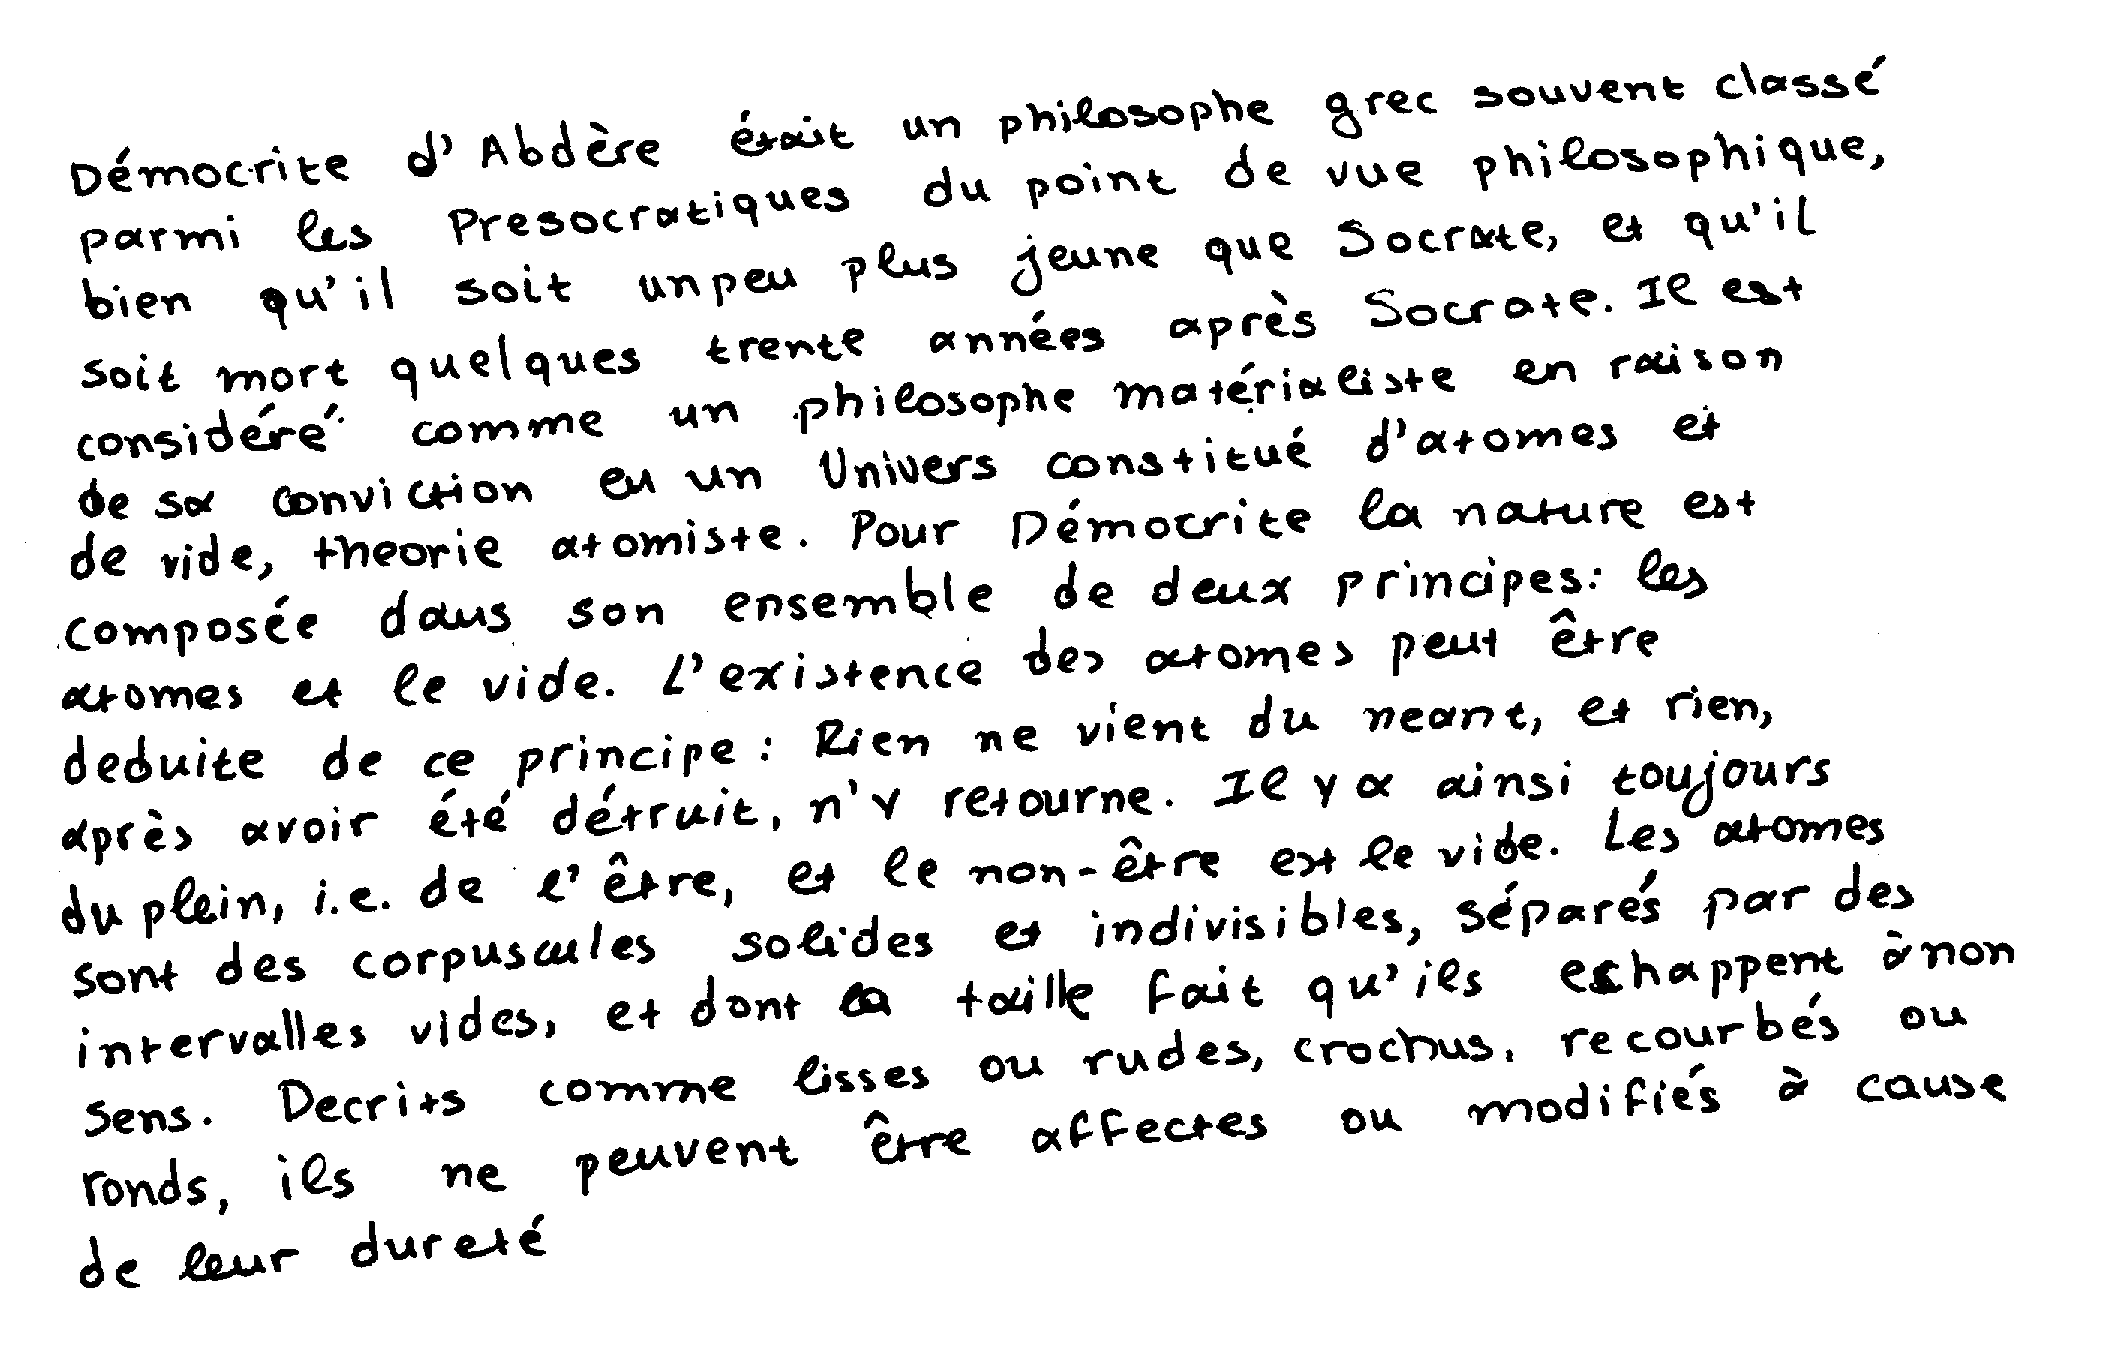 Démocrite d'Abdère était un philosophe grec souvent classé
parmi les Presocratiques du point de vue philosophique,
bien qu'il soit un peu plus jeune que Socrate, et qu'il
soit mort quelques trente années après Socrate. Il est
considéré comme un philosophe matérialiste en raison
de sa conviction en un Univers constitué d'atomes et
de vide, theorie atomiste. Pour Démocrite la nature est
composée dans son ensemble de deux principes: les
atomes et le vide. L'existence des atomes peut être
deduite de ce principe: Rien ne vient du neant, et rien,
après avoir été détruit, n'y retourne. Il y a ainsi toujours
du plein, i.e. de l'être, et le non-être est le vide. Les atomes
sont des corpuscules solides et indivisibles, séparés par des
intervalles vides, et dont la taille fait qu'ils echappent à non
sens. Decrits comme lisses ou rudes, crochus, recourbés ou
ronds, ils ne peuvent être affectes ou modifiés à cause
de leur dureté